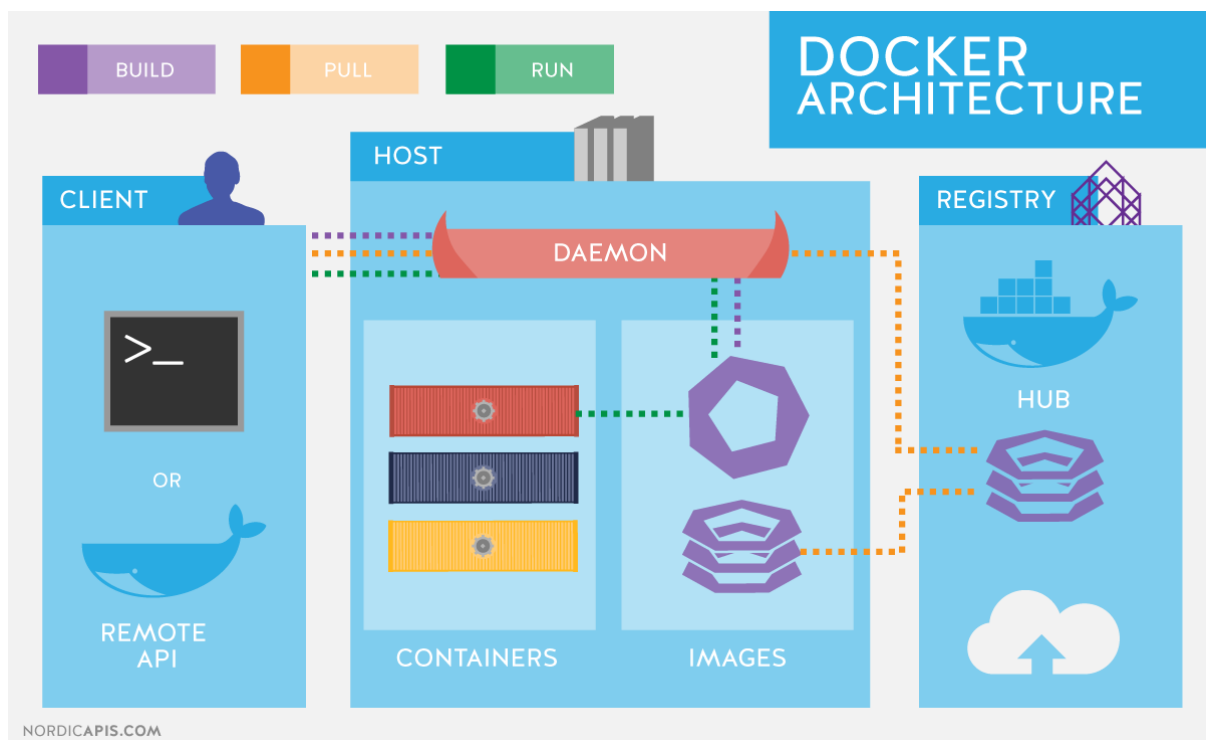 BUILD
PULL
RUN
DOCKER
ARCHITECTURE
HOST
CLIENT
REGISTRY
DAEMON
>_
HUB
OR
REMOTE
API
CONTAINERS
IMAGES
NORDICAPIS.COM